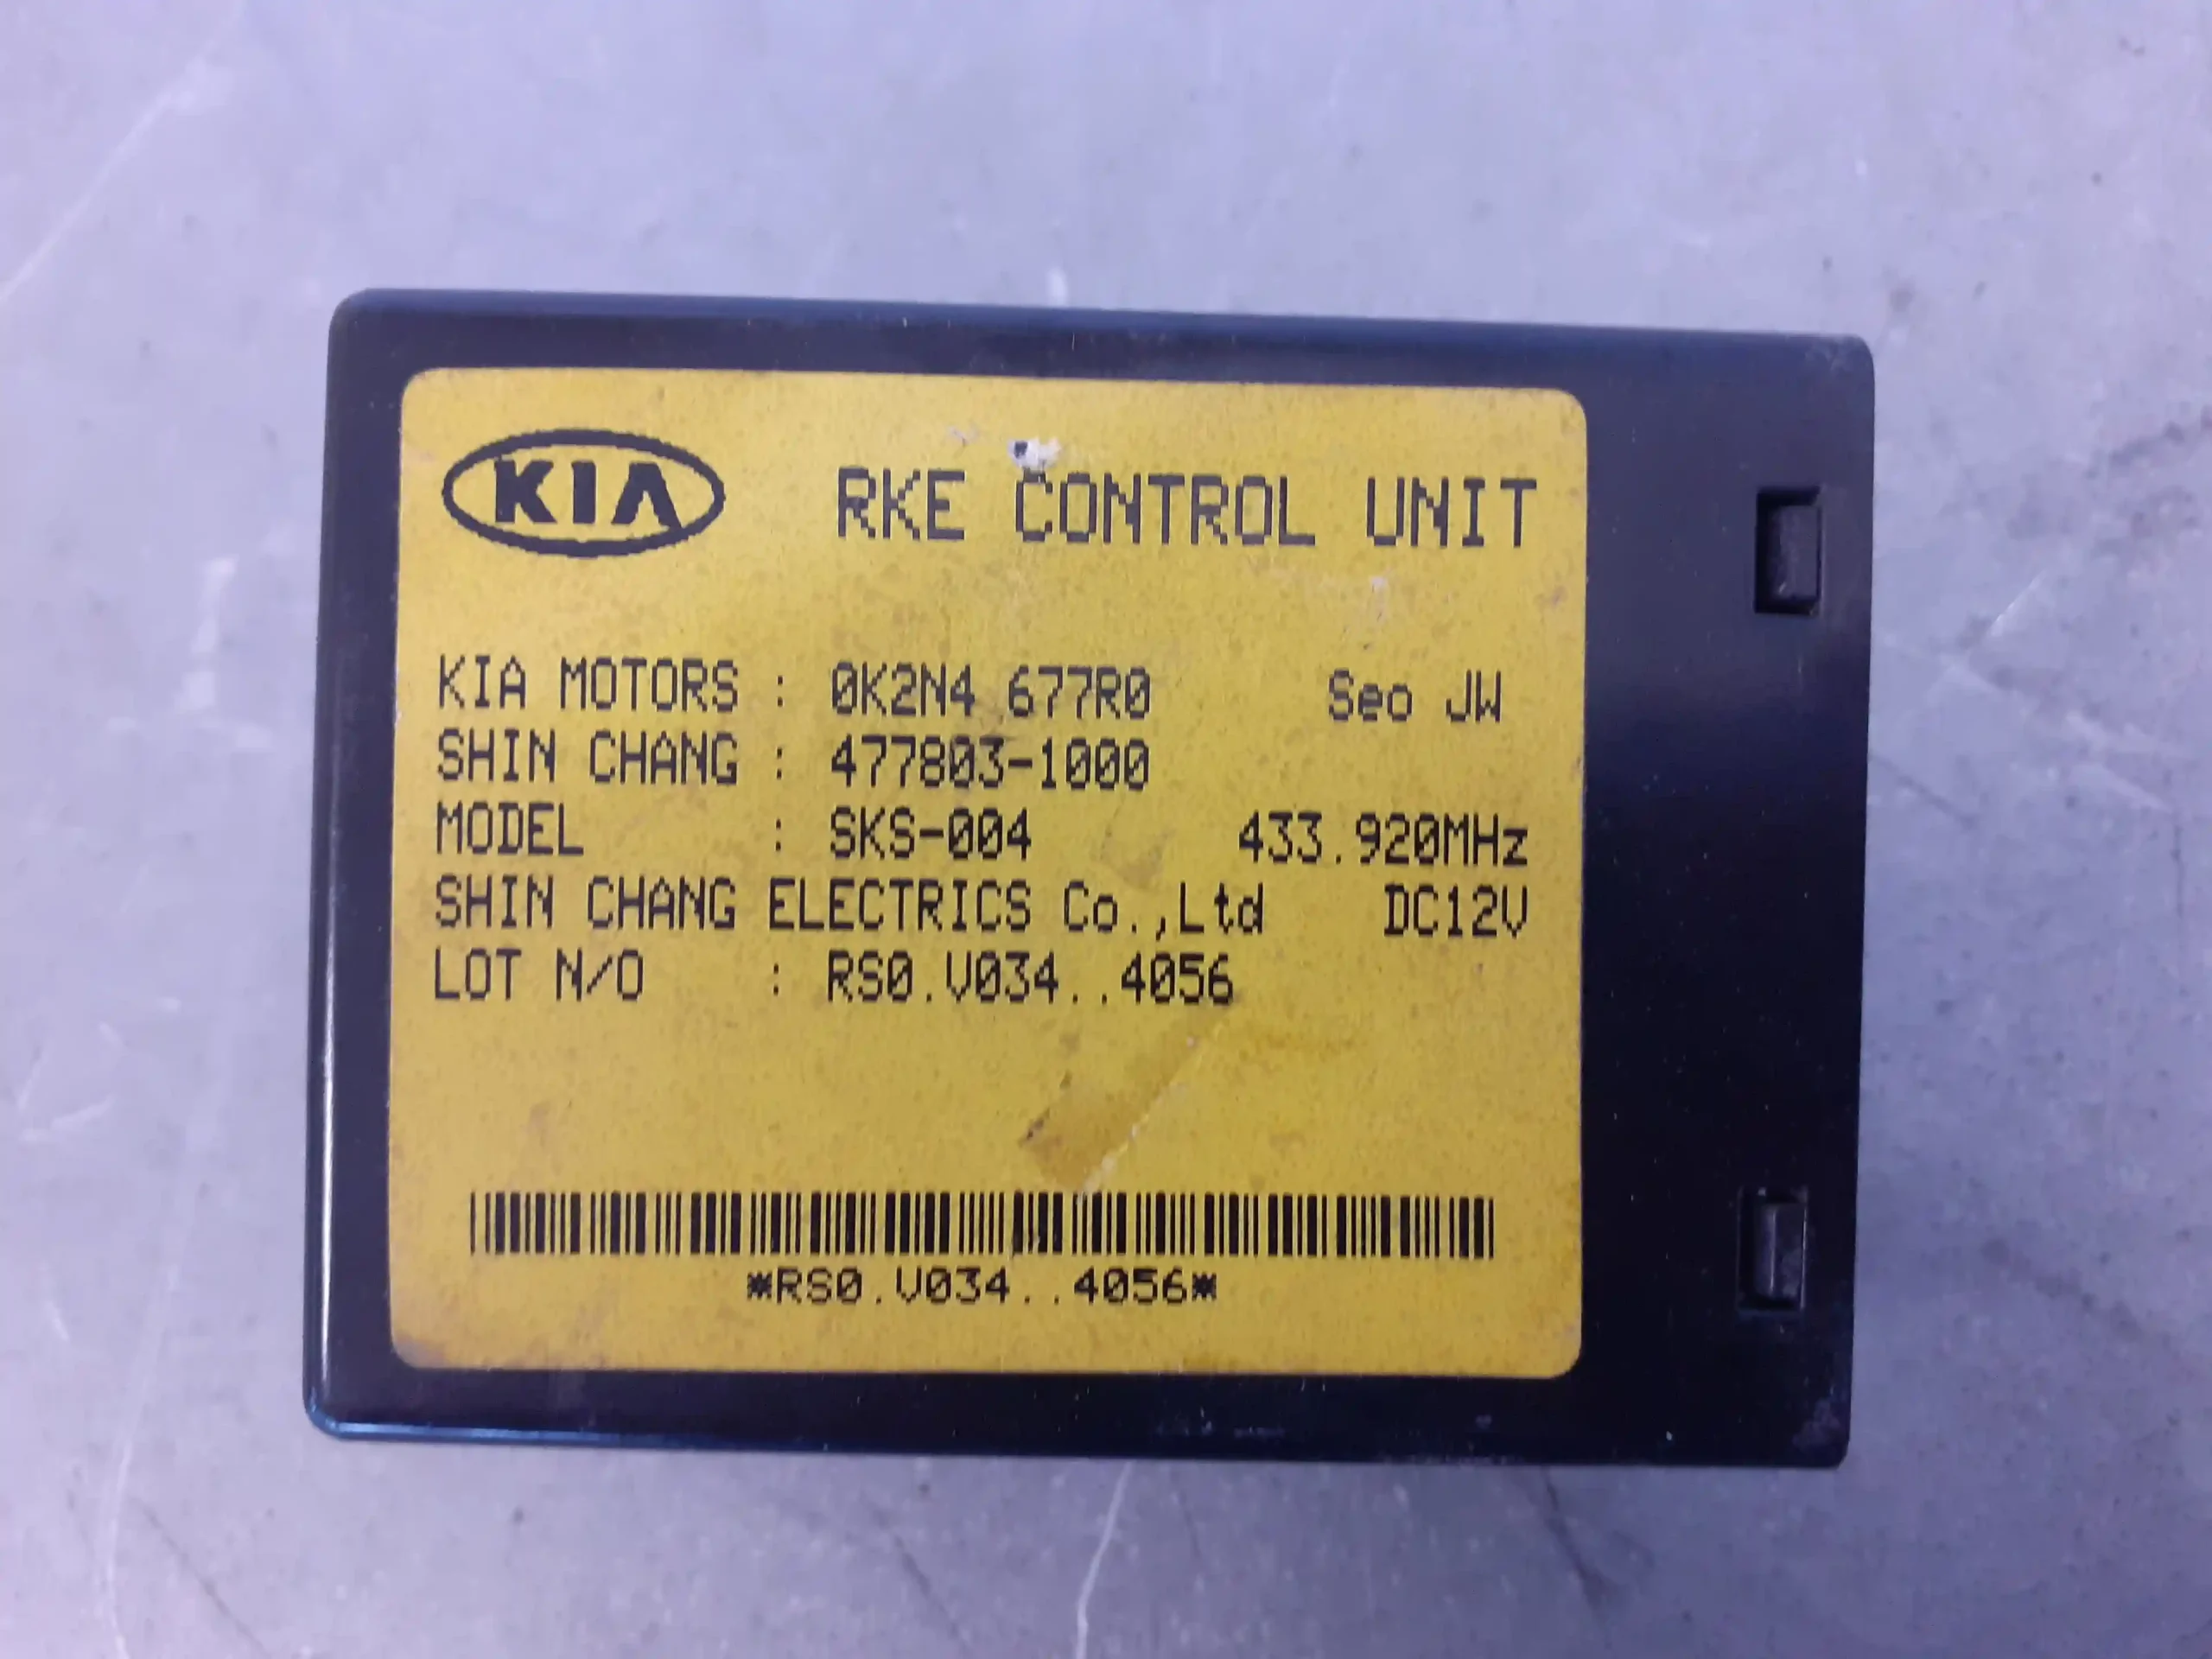 KIA RKE CONTROL UNIT
KIA MOTORS : 0K2N4 677R0 Seo JW
SHIN CHANG : 477803-1000
MODEL : SKS-004 433.920MHz
SHIN CHANG ELECTRICS Co.,Ltd DC12V
LOT N/O : RS0.V034..4056
*RS0.V034..4056*